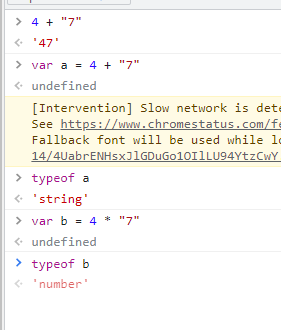 4 + "7"
'47'
var a = 4 + "7"
undefined
[Intervention] Slow network is dete
See https://www.chromestatus.com/fe
Fallback font will be used while lo
14/4UabrENHsxJlGDuGo1OIlLU94YtzCwY
typeof a
'string'
var b = 4 * "7"
undefined
typeof b
'number'